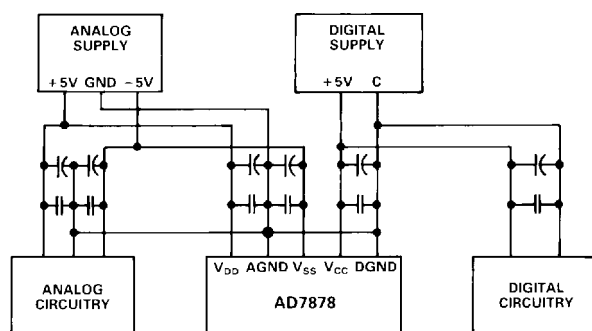 ANALOG
SUPPLY
+5V GND −5V
DIGITAL
SUPPLY
+5V C
ANALOG
CIRCUITRY
VDD AGND VSS VCC DGND
AD7878
DIGITAL
CIRCUITRY